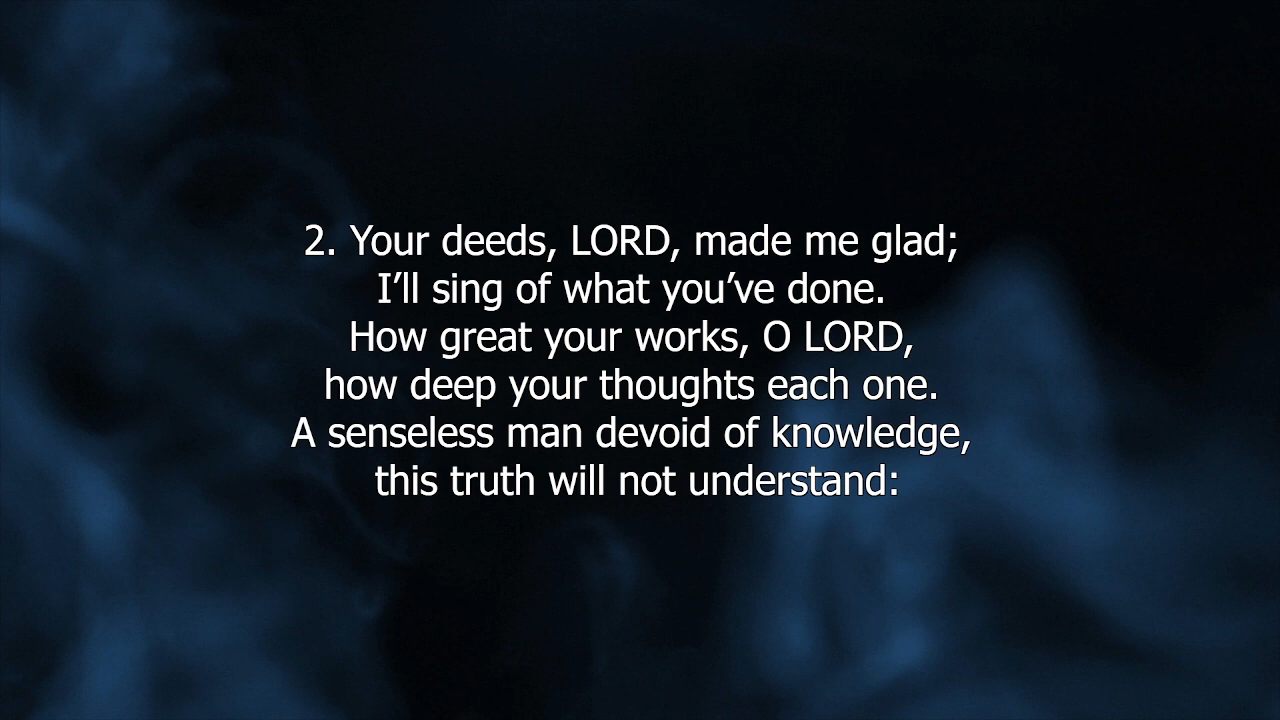 2. Your deeds, LORD, made me glad;
I’ll sing of what you’ve done.
How great your works, O LORD,
how deep your thoughts each one.
A senseless man devoid of knowledge,
this truth will not understand: